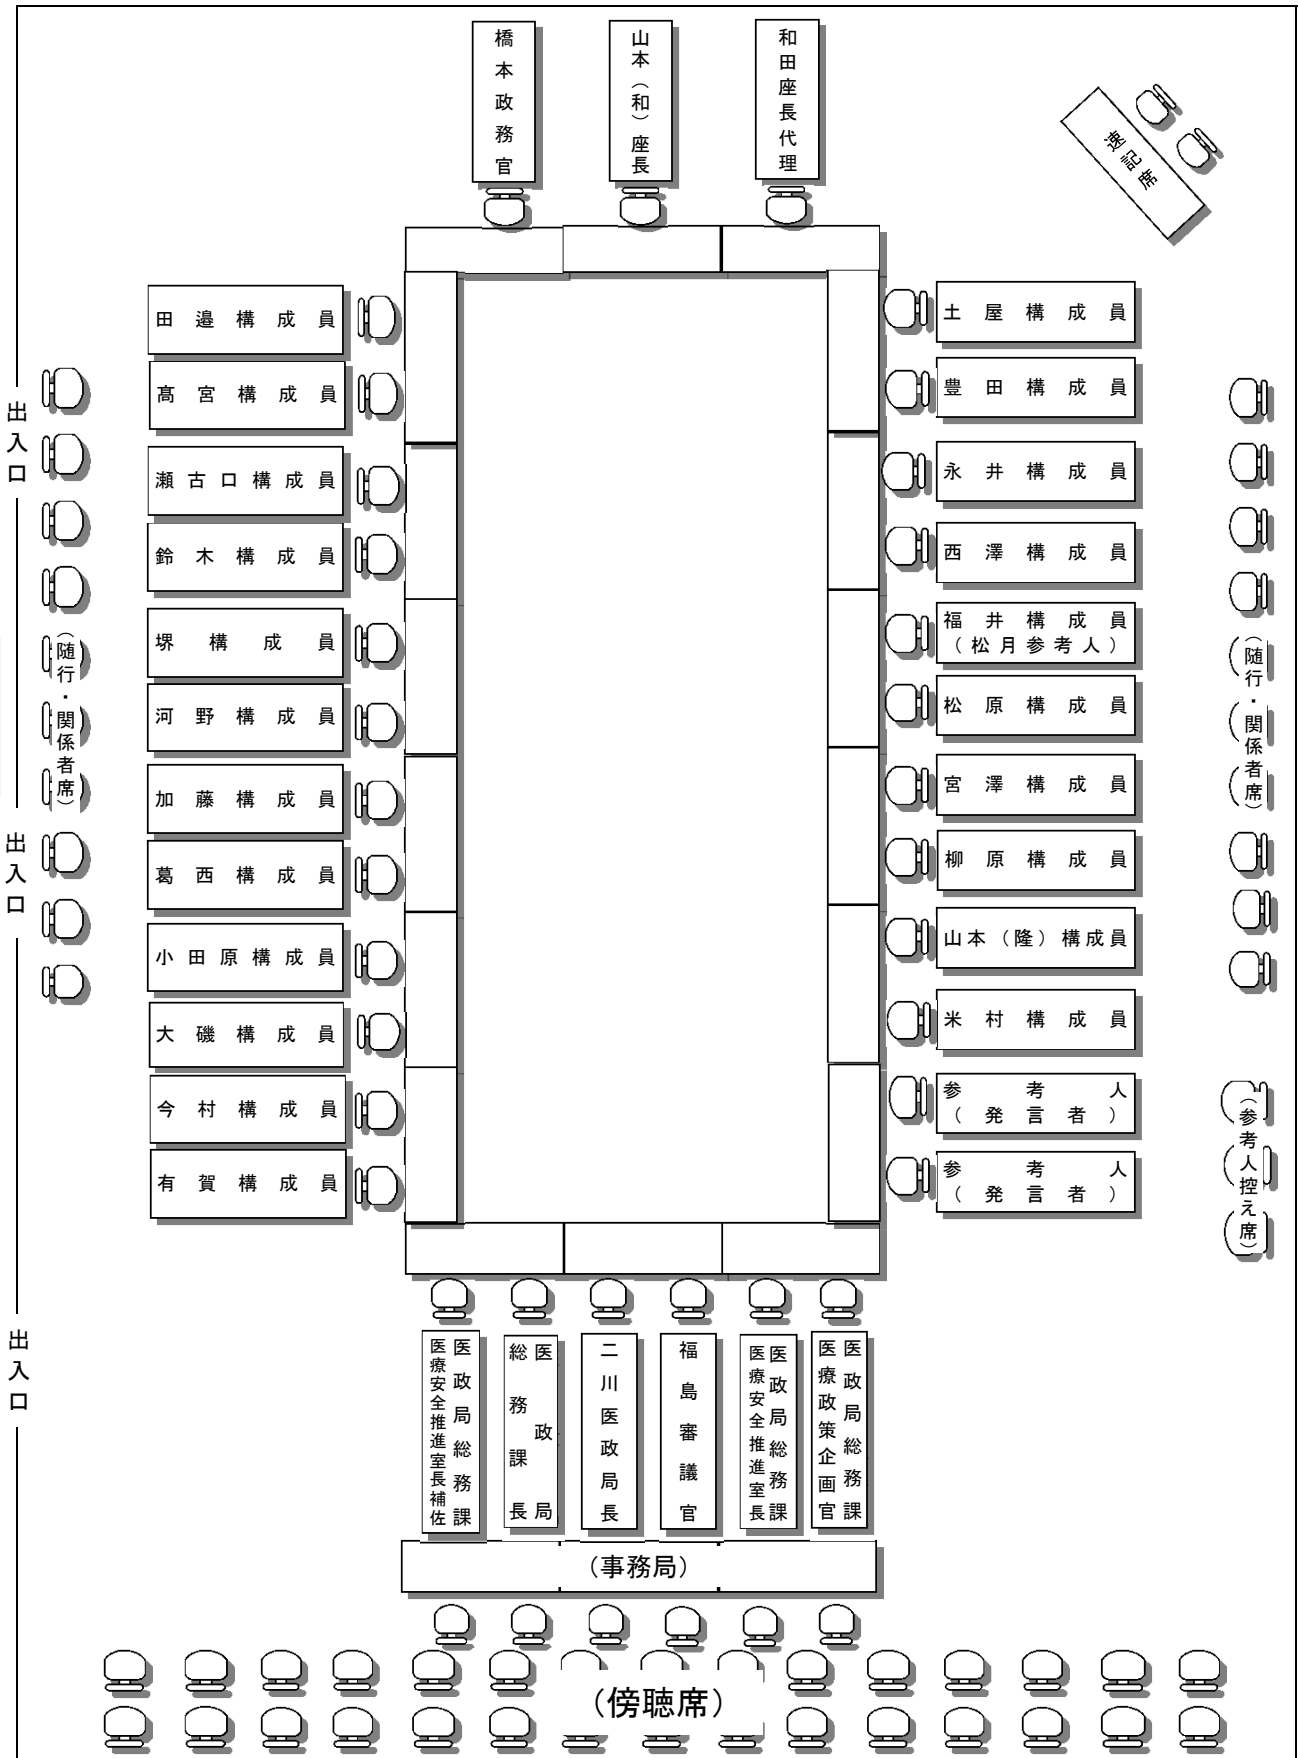 橋本政務官
山本（和）座長
和田座長代理
速記席
田邉構成員
髙宮構成員
瀬古口構成員
鈴木構成員
堺構成員
河野構成員
加藤構成員
葛西構成員
小田原構成員
大磯構成員
今村構成員
有賀構成員
土屋構成員
豊田構成員
永井構成員
西澤構成員
福井構成員
（松月参考人）
松原構成員
宮澤構成員
柳原構成員
山本（隆）構成員
米村構成員
参考人
（発言者）
参考人
（発言者）
出入口
出入口
出入口
（随行・関係者席）
（随行・関係者席）
（参考人控え席）
医政局総務課
医療安全推進室長補佐
医政局
総務課長
二川医政局長
福島審議官
医政局総務課
医療安全推進室長
医政局総務課
医療政策企画官
（事務局）
（傍聴席）